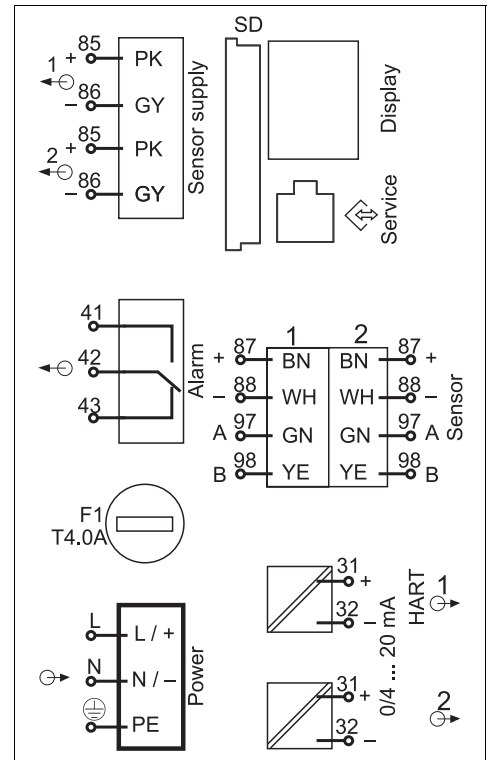 SD
Display
Service
Sensor supply
1 + 85 PK
− 86 GY
2 + 85 PK
− 86 GY
Alarm
41
42
43
1 2
+ 87 BN BN 87 +
− 88 WH WH 88 −
A 97 GN GN 97 A
B 98 YE YE 98 B
Sensor
F1
T4.0A
L L / +
N N / −
PE
Power
31 +
32 −
31 +
32 −
0/4 ... 20 mA
HART
1
2